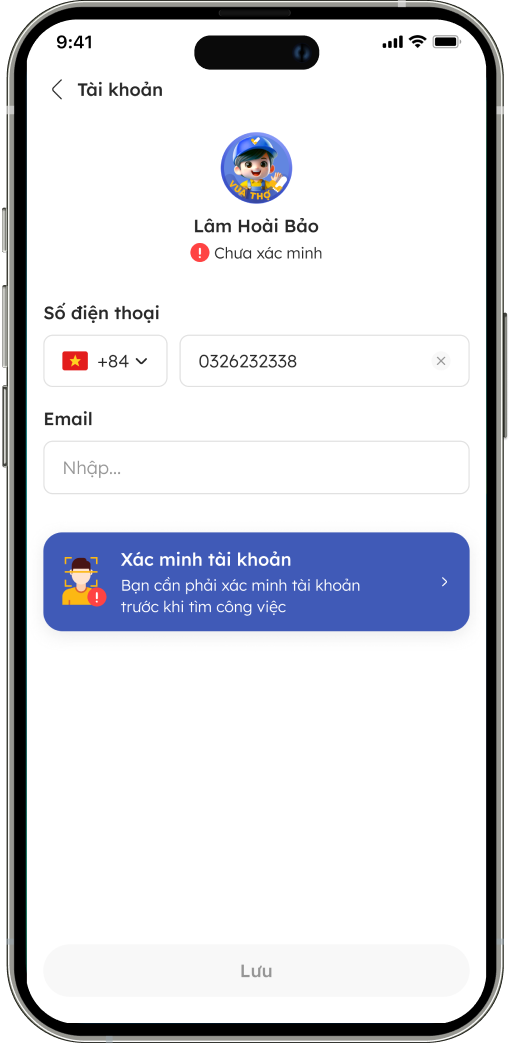 9:41
Tài khoản
VUA THỢ
Lâm Hoài Bảo
Chưa xác minh
Số điện thoại
+84
0326232338
Email
Nhập...
Xác minh tài khoản
Bạn cần phải xác minh tài khoản
trước khi tìm công việc
Lưu